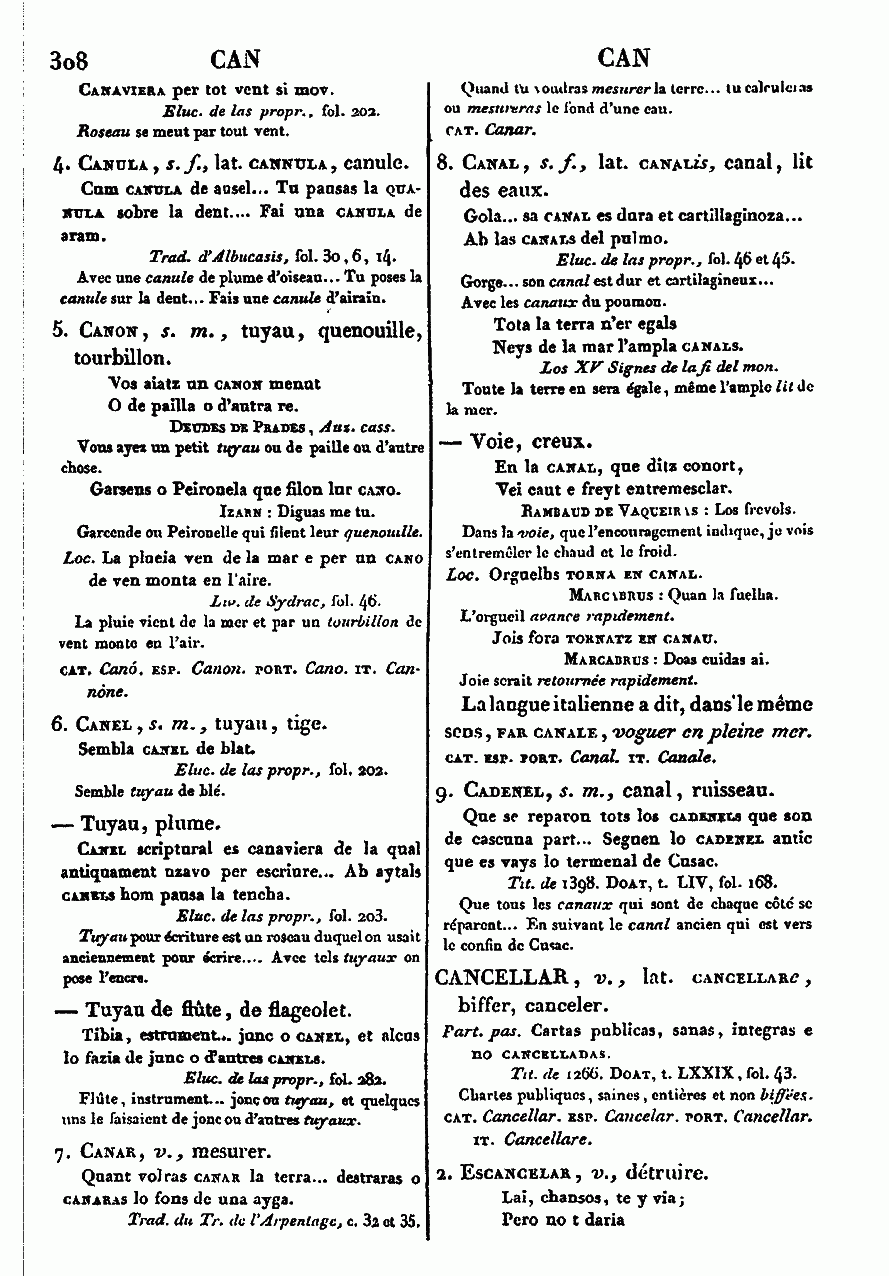 308 CAN
CANAVIERA per tot vent si mov.
Eluc. de las propr., fol. 202.
Roseau se meut par tout vent.
4. CANULA, s. f., lat. CANNULA, canule.
Cum CANULA de ausel... Tu pausas la QUA-
NULA sobre la dent.... Fai una CANULA de
aram.
Trad. d'Albucasis, fol. 30, 6, 14.
Avec une canule de plume d'oiseau... Tu poses la
canule sur la dent... Fais une canule d'airain.
5. CANON, s. m., tuyau, quenouille,
tourbillon.
Vos aiatz un CANON menut
O de pailla o d'autra re.
DEUDES DE PRADES, Auz. cass.
Vous ayez un petit tuyau ou de paille ou d'autre
chose.
Garsens o Peironela que filon lur CANO.
IZARN : Diguas me tu.
Garcende ou Peironelle qui filent leur quenouille.
Loc. La plueia ven de la mar e per un CANO
de ven monta en l'aire.
Liv. de Sydrac, fol. 46.
La pluie vient de la mer et par un tourbillon de
vent monte en l'air.
CAT. Canó. ESP. Canon. PORT. Cano. IT. Can-
nóne.
6. CANEL, s. m., tuyau, tige.
Sembla CANEL de blat.
Eluc. de las propr., fol. 202.
Semble tuyau de blé.
— Tuyau, plume.
CANEL scriptural es canaviera de la qual
antiquament uzavo per escriure... Ab aytals
CANELS hom pausa la tencha.
Eluc. de las propr., fol. 203.
Tuyau pour écriture est un roseau duquel on usait
anciennement pour écrire.... Avec tels tuyaux on
pose l'encre.
— Tuyau de flûte, de flageolet.
Tibia, estrument... junc o CANEL, et alcus
lo fazia de junc o d'autres CANELS.
Eluc. de las propr., fol. 282.
Flûte, instrument... jonc ou tuyau, et quelques
uns le faisaient de jonc ou d'autres tuyaux.
7. CANAR, v., mesurer.
Quant volras CANAR la terra... destraras o
CANARAS lo fons de una ayga.
Trad. du Tr. de l'Arpentage, c. 32 et 35.
CAN
Quand tu voudras mesurer la terre... tu calculeras
ou mesureras le fond d'une eau.
CAT. Canar.
8. CANAL, s. f., lat. CANALis, canal, lit
des eaux.
Gola... sa CANAL es dura et cartillaginoza...
Ab las CANALS del pulmo.
Eluc. de las propr., fol. 46 et 45.
Gorge... son canal est dur et cartilagineux...
Avec les canaux du poumon.
Tota la terra n'er egals
Neys de la mar l'ampla CANALS.
Los XV Signes de la fi del mon.
Toute la terre en sera égale, même l'ample lit de
la mer.
— Voie, creux.
En la CANAL, que ditz conort,
Vei caut e freyt entremesclar.
RAMBAUD DE VAQUEIRAS : Los frevols.
Dans la voie, que l'encouragement indique, je vois
s'entremêler le chaud et le froid.
Loc. Orguelhs TORNA EN CANAL.
MARCABRUS : Quan la fuelha.
L'orgueil avance rapidement.
Jois fora TORNATZ EN CANAU.
MARCABRUS : Doas cuidas ai.
Joie serait retournée rapidement.
La langue italienne a dit, dans le même
sens, FAR CANALE, voguer en pleine mer.
CAT. ESP. PORT. Canal. IT. Canale.
9. CADENEL, s. m., canal, ruisseau.
Que se reparon tots los CADENELS que son
de cascuna part... Seguen lo CADENEL antic
que es vays lo termenal de Cusac.
Tit. de 1398. DOAT, t. LIV, fol. 168.
Que tous les canaux qui sont de chaque côté se
réparent... En suivant le canal ancien qui est vers
le confin de Cusac.
CANCELLAR, v., lat. CANCELLARe,
biffer, canceler.
Part. pas. Cartas publicas, sanas, integras e
no CANCELLADAS.
Tit. de 1266. DOAT, t. LXXIX, fol. 43.
Chartes publiques, saines, entières et non biffées.
CAT. Cancellar. ESP. Cancelar. PORT. Cancellar.
IT. Cancellare.
2. ESCANCELAR, v., détruire.
Lai, chansos, te y via;
Pero no t daria